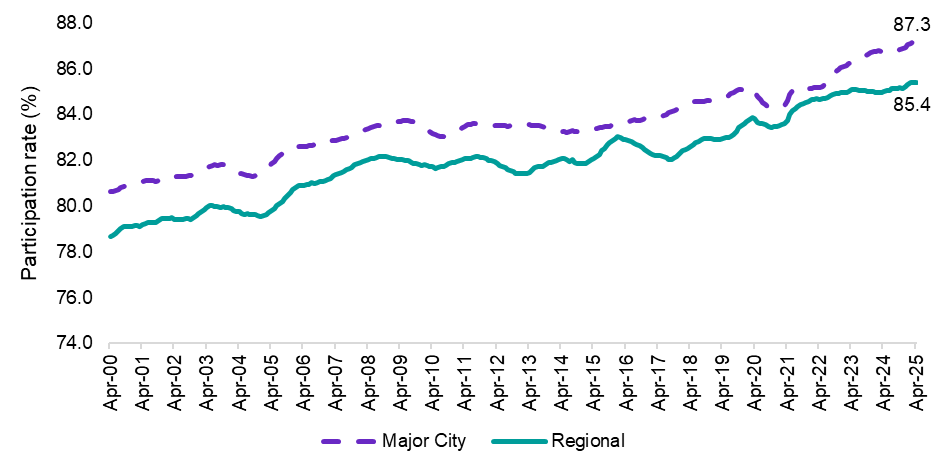 88.0
86.0
84.0
82.0
80.0
78.0
76.0
74.0
Participation rate (%)
87.3
85.4
Apr-00
Apr-01
Apr-02
Apr-03
Apr-04
Apr-05
Apr-06
Apr-07
Apr-08
Apr-09
Apr-10
Apr-11
Apr-12
Apr-13
Apr-14
Apr-15
Apr-16
Apr-17
Apr-18
Apr-19
Apr-20
Apr-21
Apr-22
Apr-23
Apr-24
Apr-25
Major City
Regional